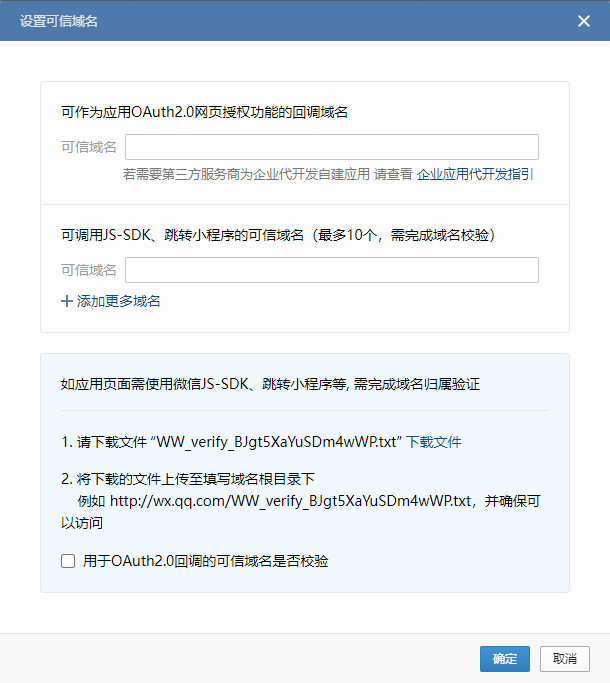 设置可信域名
可作为应用OAuth2.0网页授权功能的回调域名
可信域名
若需要第三方服务商为企业代开发自建应用 请查看 企业应用代开发指引
可调用JS-SDK、跳转小程序的可信域名（最多10个，需完成域名校验）
可信域名
添加更多域名
如应用页面需使用微信JS-SDK、跳转小程序等, 需完成域名归属验证
1. 请下载文件 “WW_verify_BJgt5XaYuSDm4wWP.txt” 下载文件
2. 将下载的文件上传至填写域名根目录下
例如 http://wx.qq.com/WW_verify_BJgt5XaYuSDm4wWP.txt，并确保可
以访问
用于OAuth2.0回调的可信域名是否校验
确定
取消